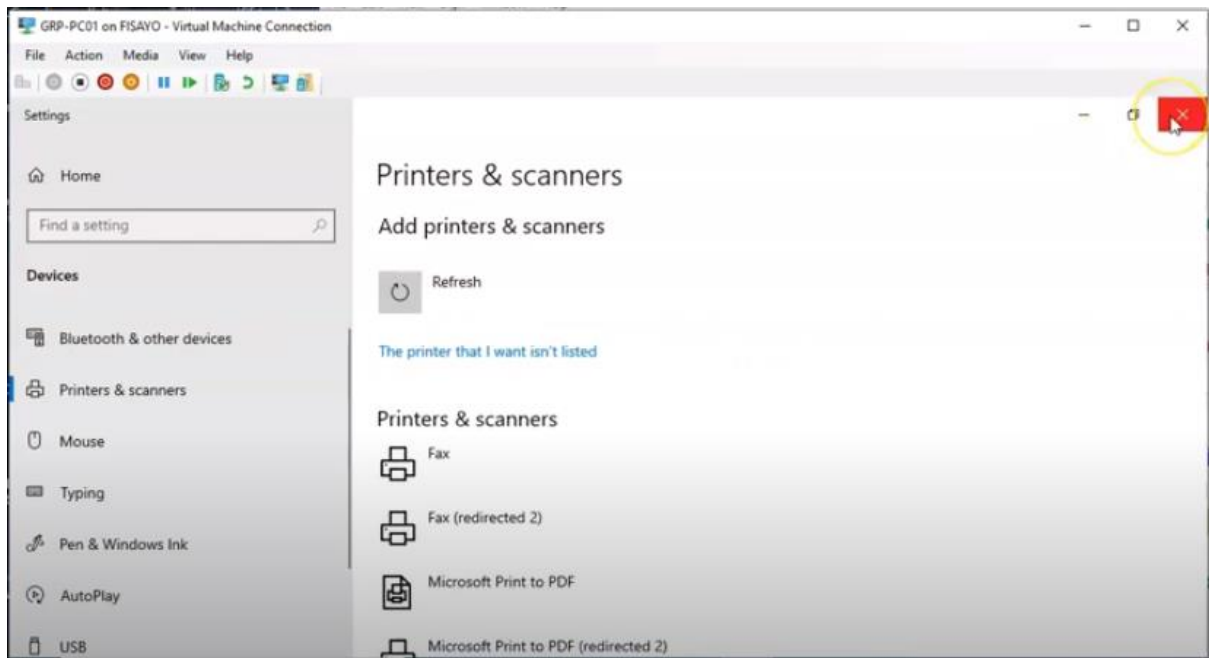 GRP-PC01 on FISAYO - Virtual Machine Connection
File Action Media View Help
Settings
Home
Find a setting
Devices
Bluetooth & other devices
Printers & scanners
Mouse
Typing
Pen & Windows Ink
AutoPlay
USB
Printers & scanners
Add printers & scanners
Refresh
The printer that I want isn't listed
Printers & scanners
Fax
Fax (redirected 2)
Microsoft Print to PDF
Microsoft Print to PDF (redirected 2)